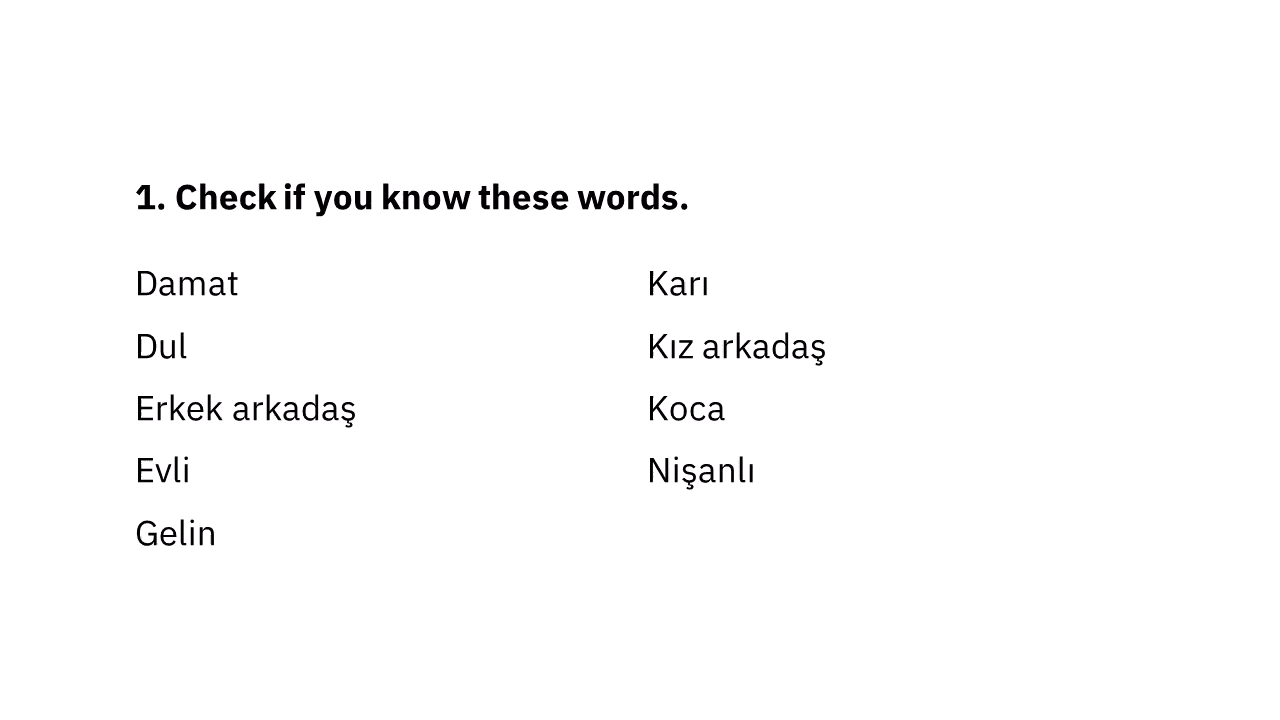 1. Check if you know these words.
Damat
Dul
Erkek arkadaş
Evli
Gelin
Karı
Kız arkadaş
Koca
Nişanlı